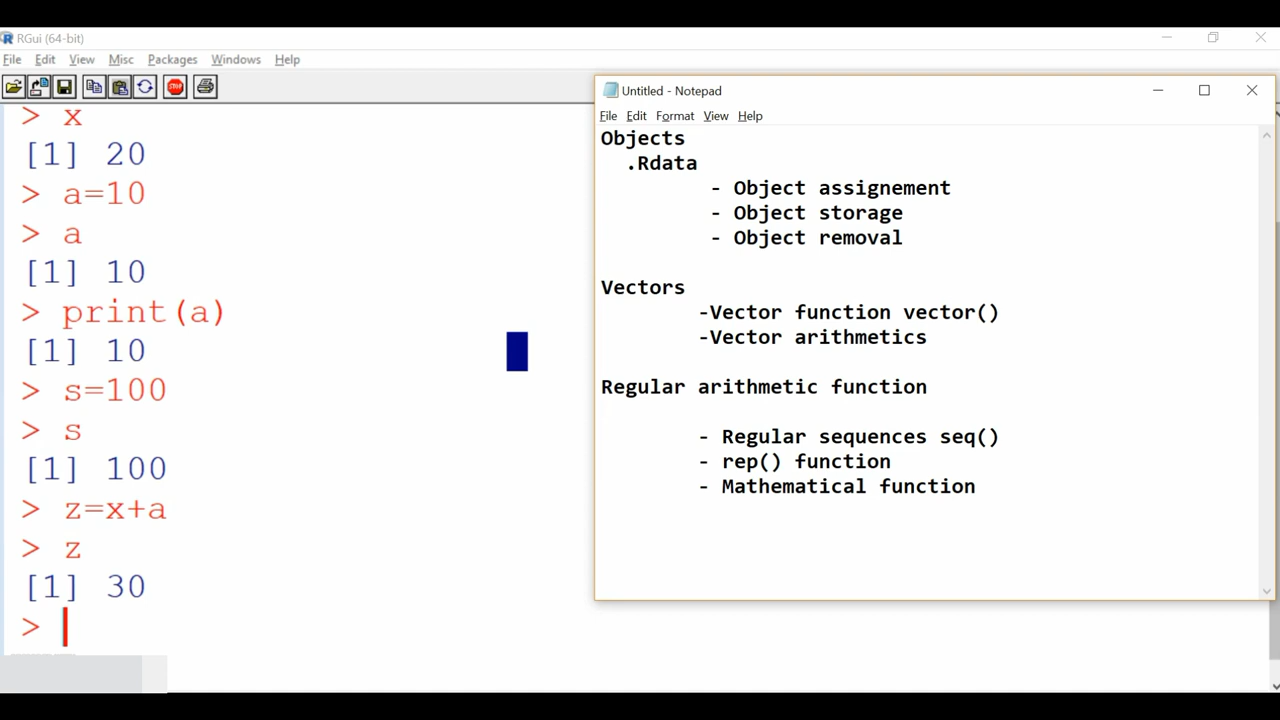 RGui (64-bit)
File Edit View Misc Packages Windows Help
STOP
> x
[1] 20
> a=10
> a
[1] 10
> print(a)
[1] 10
> s=100
> s
[1] 100
> z=x+a
> z
[1] 30
>
Untitled - Notepad
File Edit Format View Help
Objects
.Rdata
- Object assignement
- Object storage
- Object removal
Vectors
-Vector function vector()
-Vector arithmetics
Regular arithmetic function
- Regular sequences seq()
- rep() function
- Mathematical function